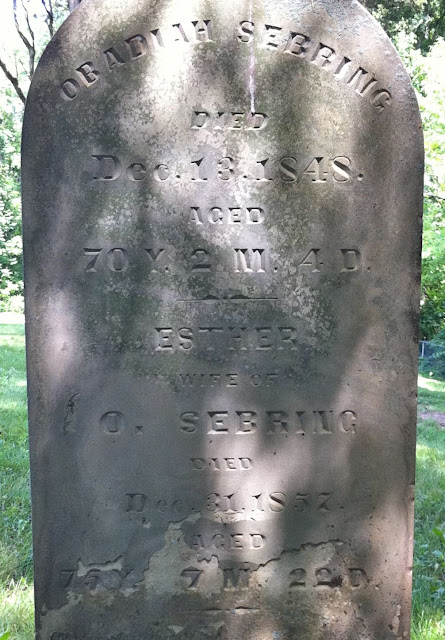 OBADIAH SEBRING
DIED
Dec. 13. 1848.
AGED
70 Y. 2 M. 4 D.
ESTHER
WIFE OF
O. SEBRING
DIED
Dec. 31. 1857.
AGED
75 Y. 7 M. 22 D.